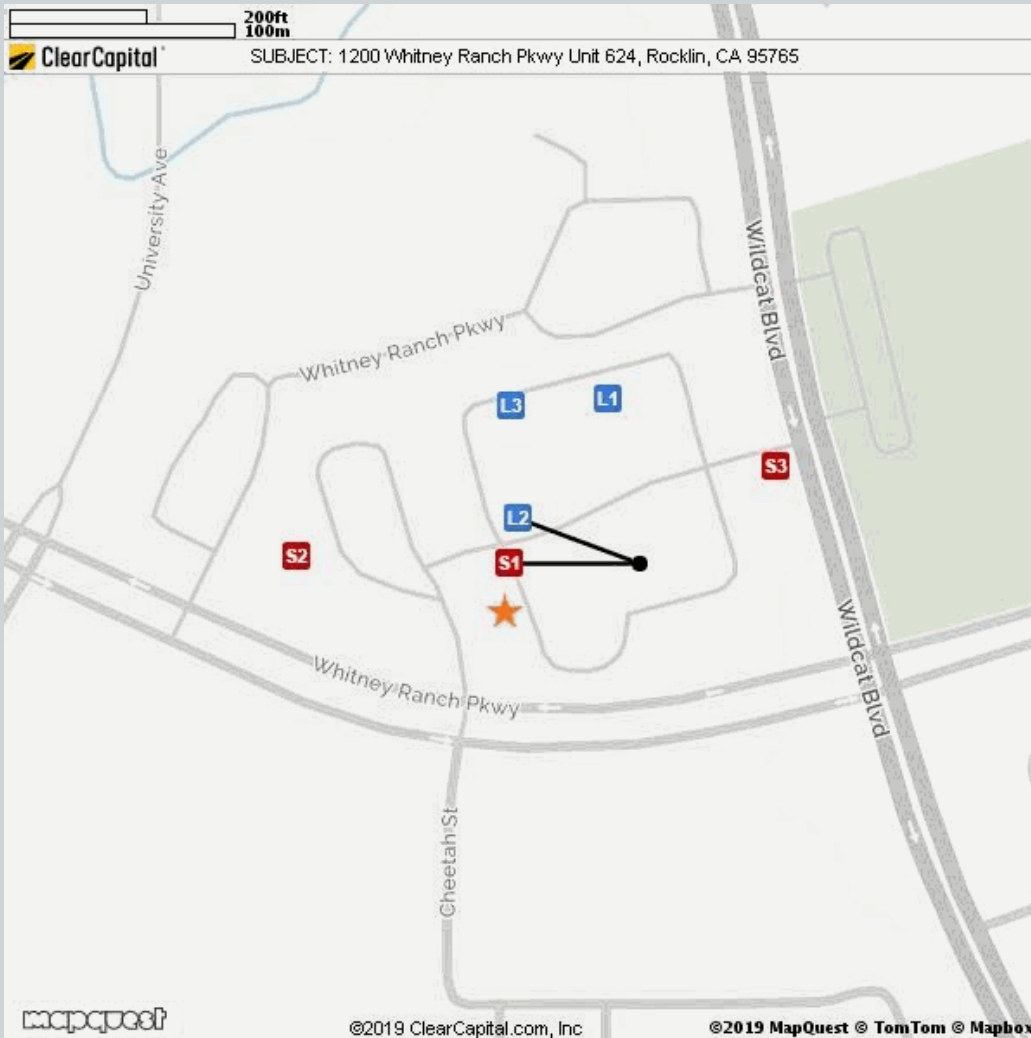 200ft
100m
ClearCapital
SUBJECT: 1200 Whitney Ranch Pkwy Unit 624, Rocklin, CA 95765
University Ave
Wildcat Blvd
Whitney Ranch Pkwy
L3
L1
S3
L2
S2
S1
Wildcat Blvd
Whitney Ranch Pkwy
Cheetah St
mapquest
©2019 ClearCapital.com, Inc
©2019 MapQuest © TomTom © Mapbox